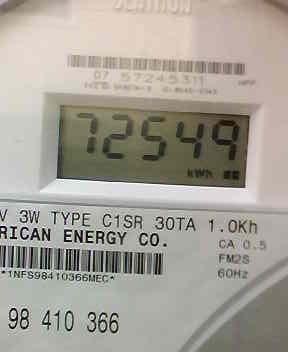 CENTRON
07 57245311
72549
kWh
V 3W TYPE C1SR 30TA 1.0Kh
RICAN ENERGY CO.
CA 0.5
FM2S
*1NFS98410366MEC*
60Hz
98 410 366